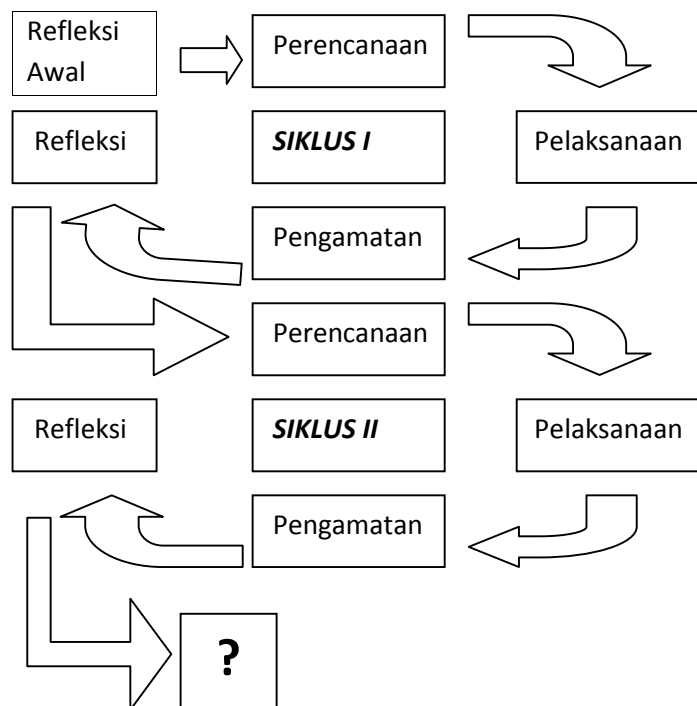 Refleksi
Awal
Perencanaan
Refleksi
SIKLUS I
Pelaksanaan
Pengamatan
Perencanaan
Refleksi
SIKLUS II
Pelaksanaan
Pengamatan
?